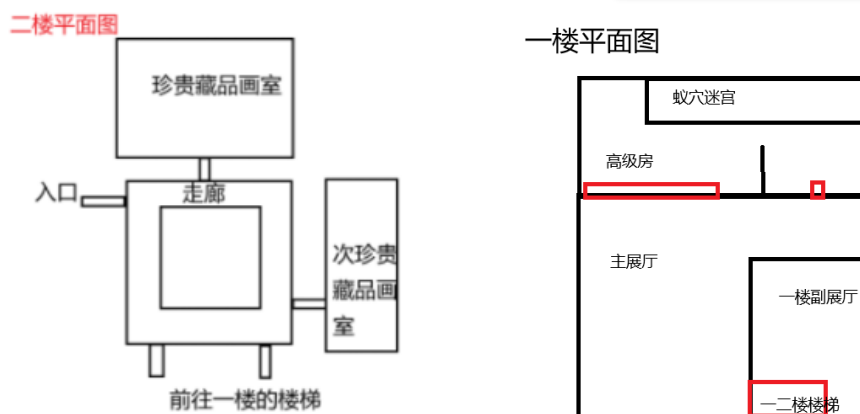 二楼平面图
珍贵藏品画室
入口
走廊
次珍贵
藏品画
室
前往一楼的楼梯
一楼平面图
蚁穴迷宫
高级房
主展厅
一楼副展厅
一二楼楼梯